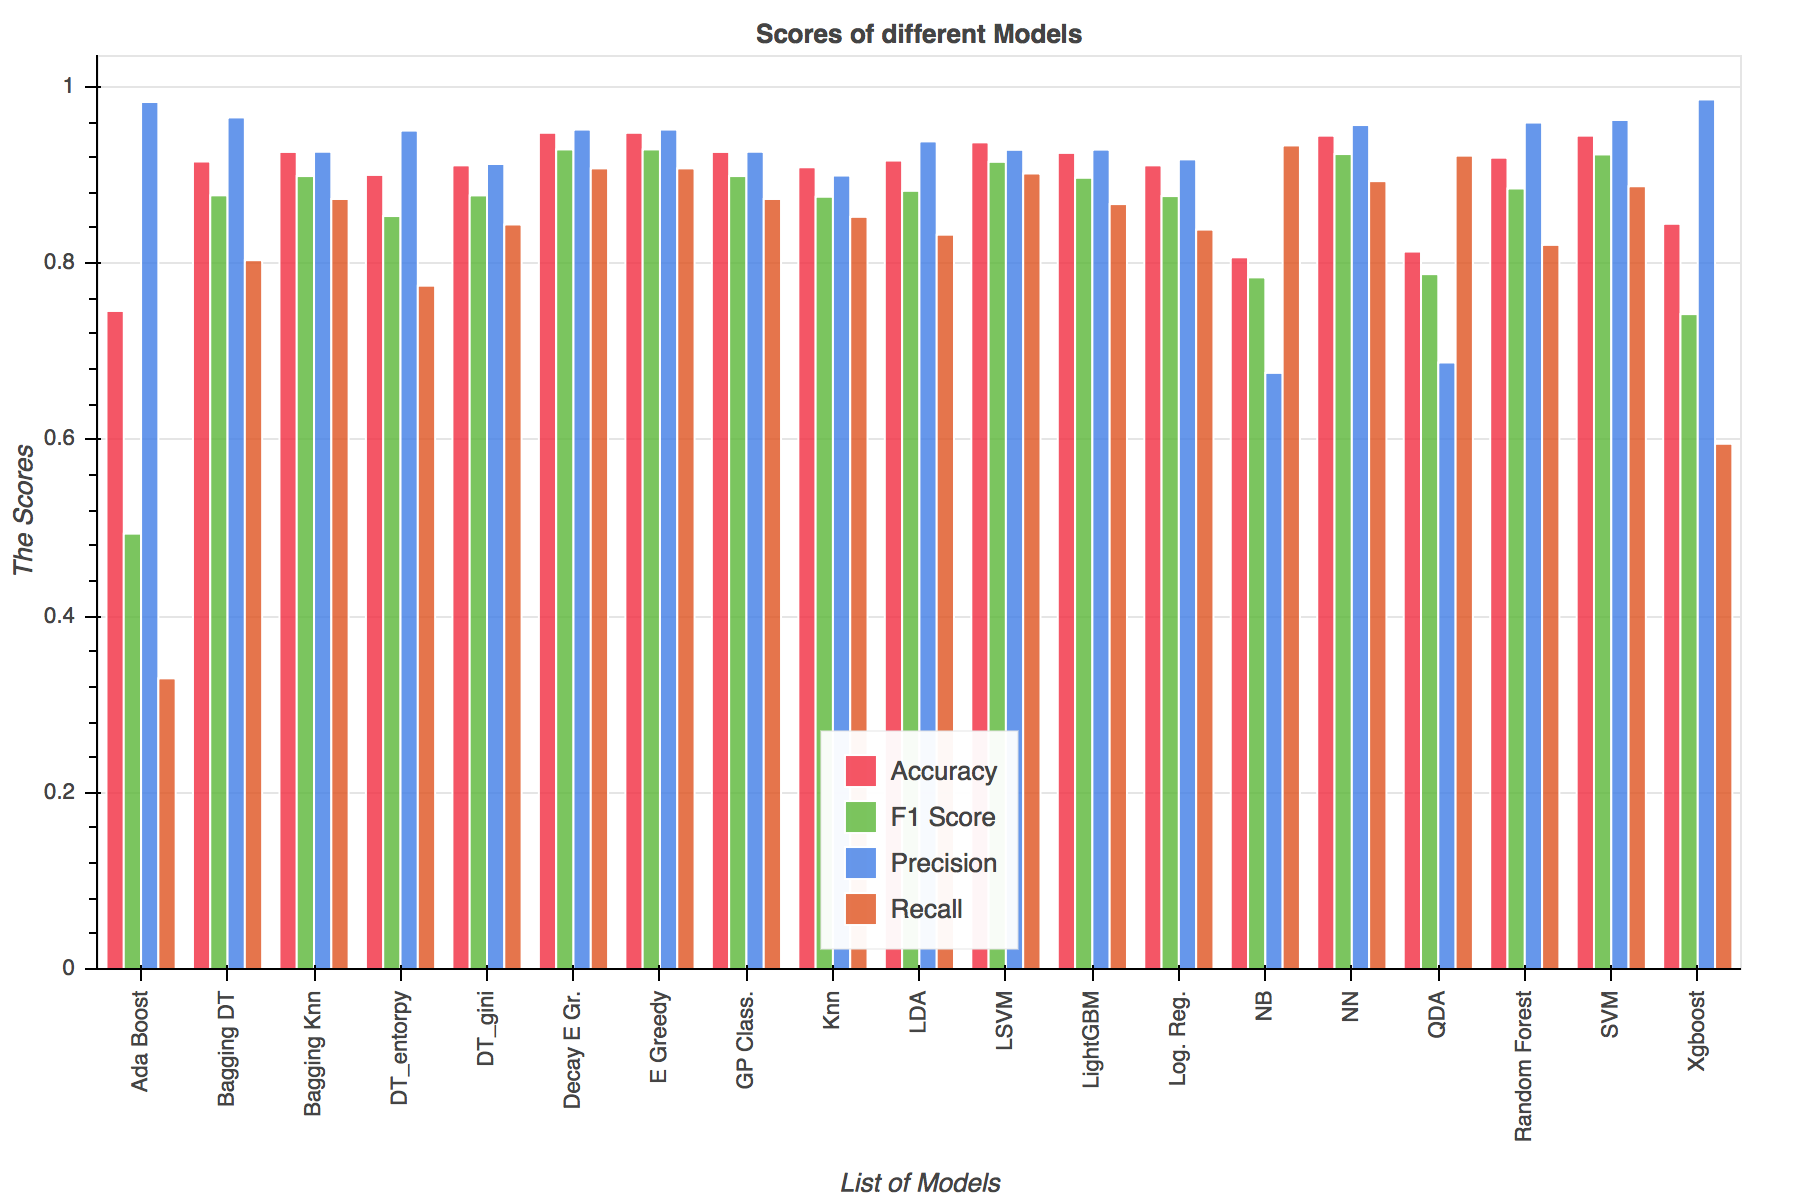 Scores of different Models
The Scores
1
0.8
0.6
0.4
0.2
0
Accuracy
F1 Score
Precision
Recall
Ada Boost
Bagging DT
Bagging Knn
DT_entorpy
DT_gini
Decay E Gr.
E Greedy
GP Class.
Knn
LDA
LSVM
LightGBM
Log. Reg.
NB
NN
QDA
Random Forest
SVM
Xgboost
List of Models